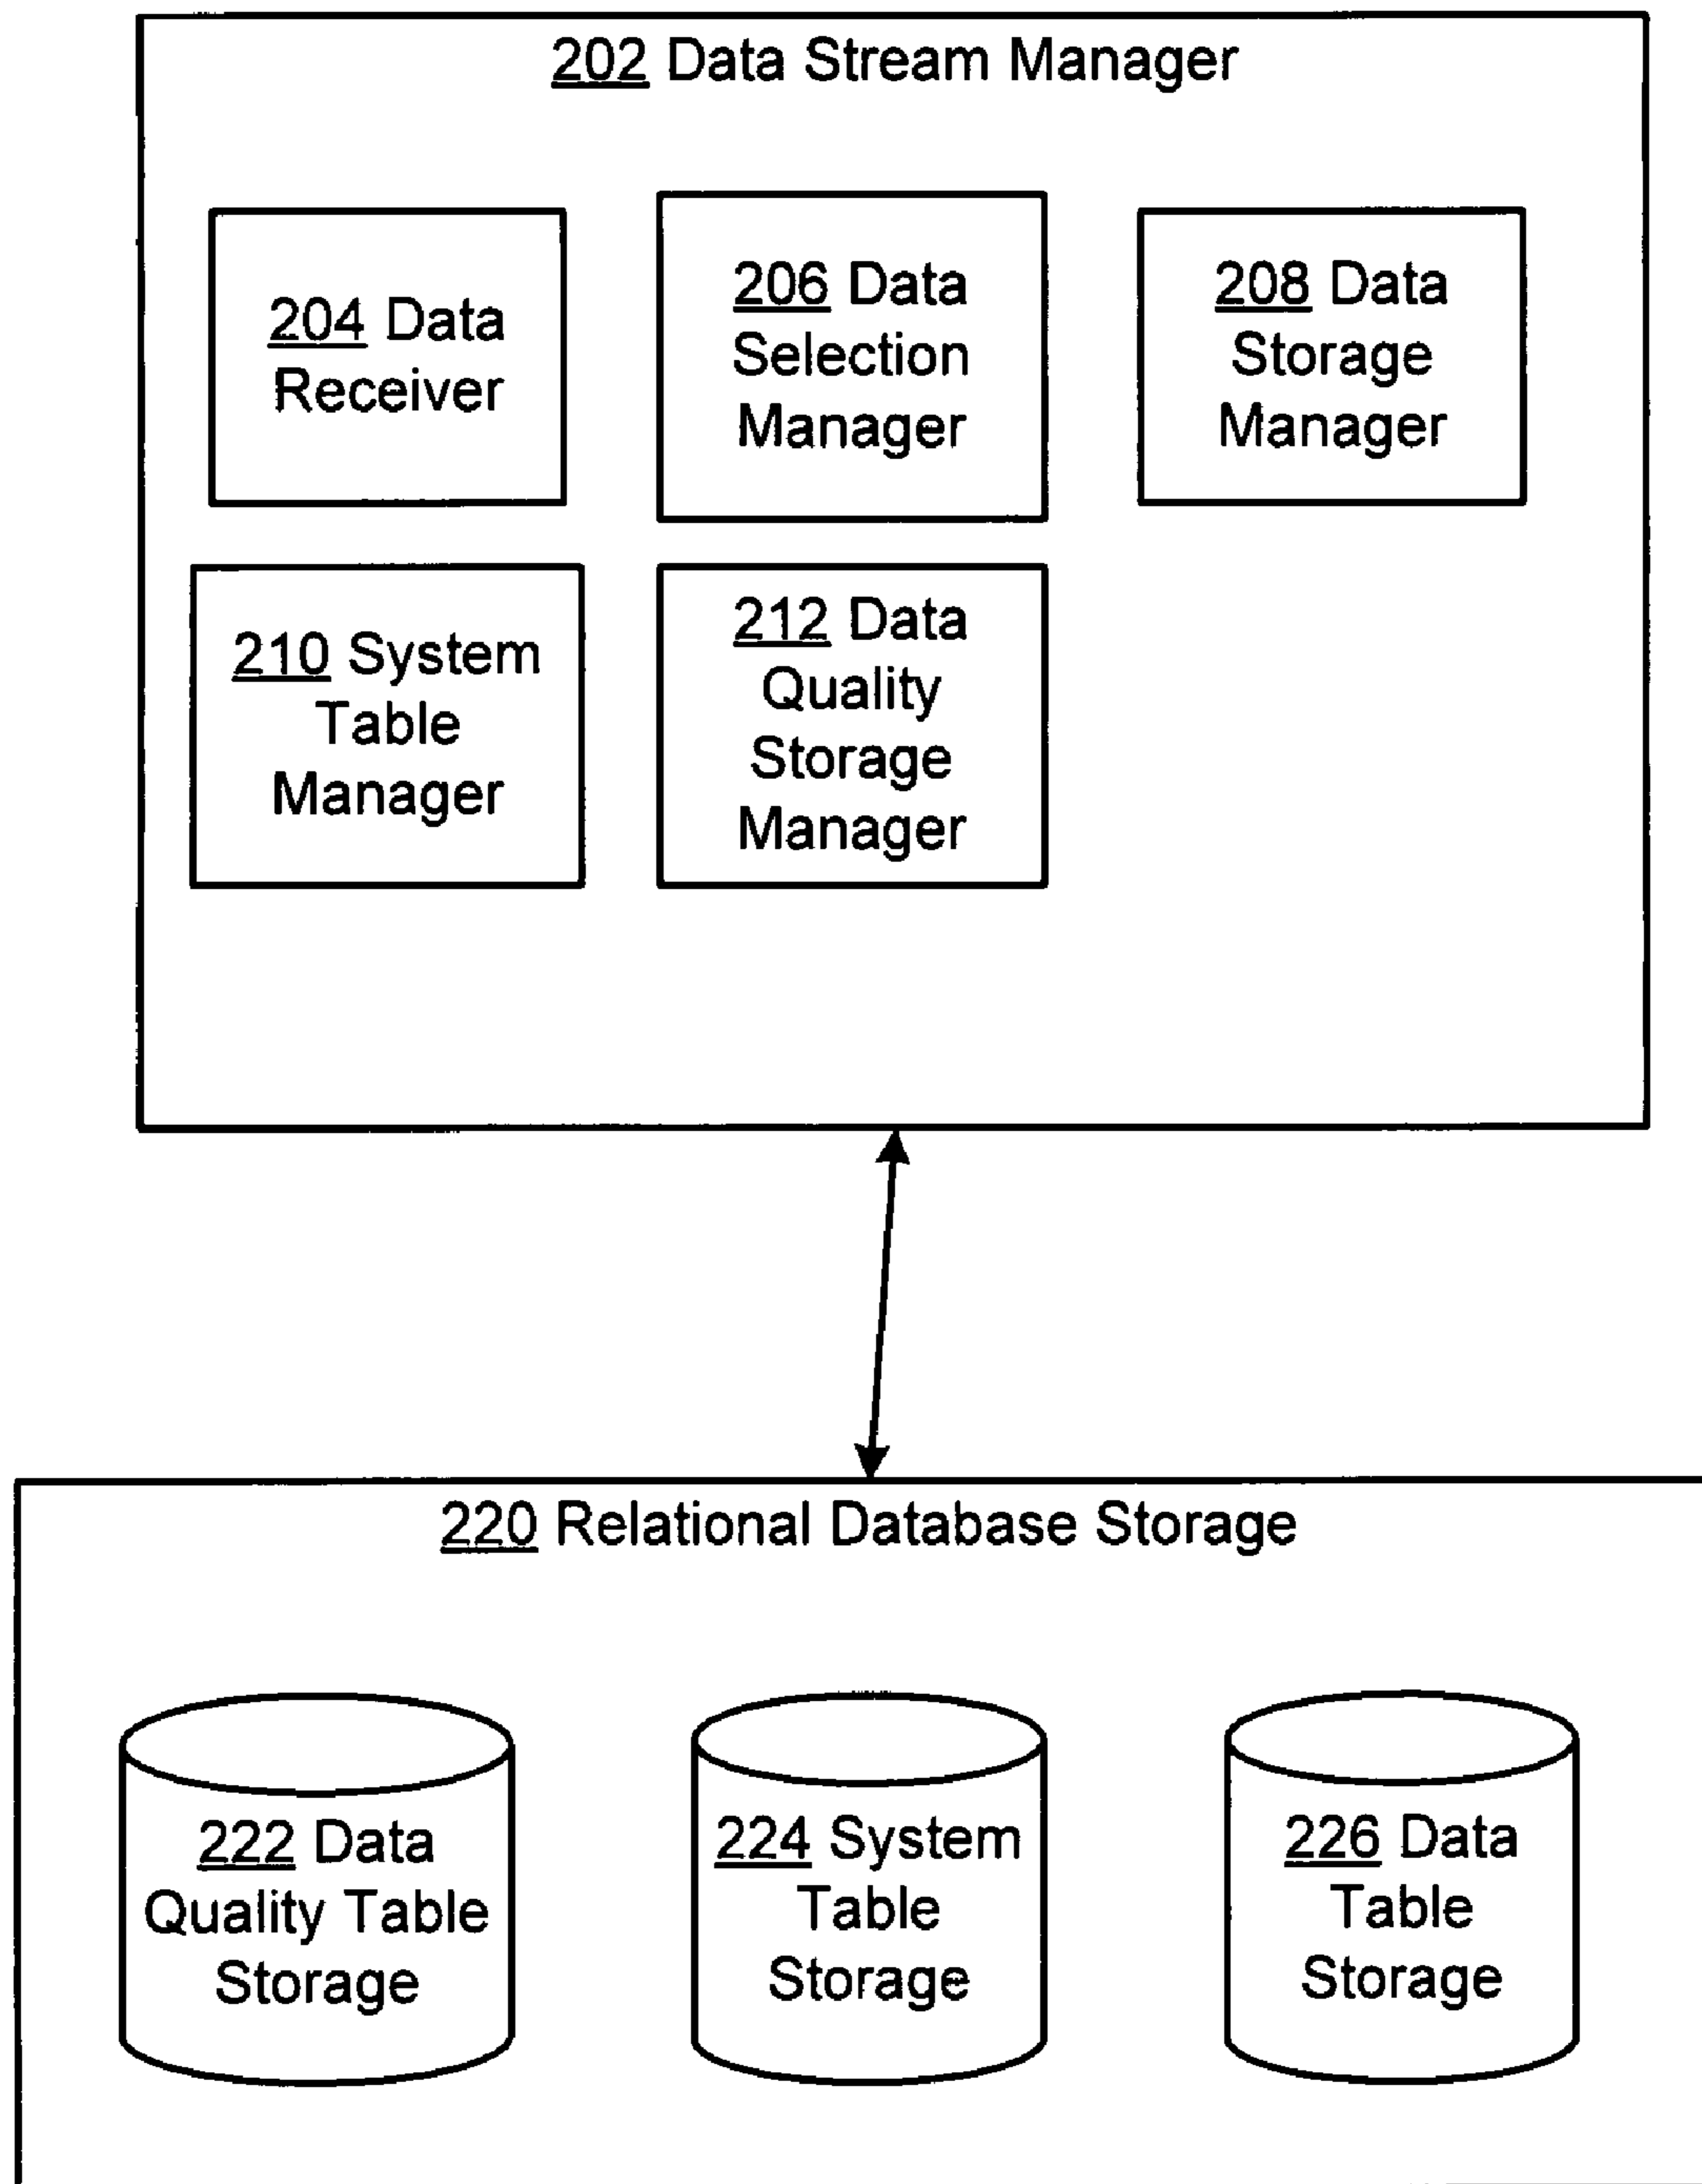 202 Data Stream Manager
204 Data
Receiver
206 Data
Selection
Manager
208 Data
Storage
Manager
210 System
Table
Manager
212 Data
Quality
Storage
Manager
220 Relational Database Storage
222 Data
Quality Table
Storage
224 System
Table
Storage
226 Data
Table
Storage